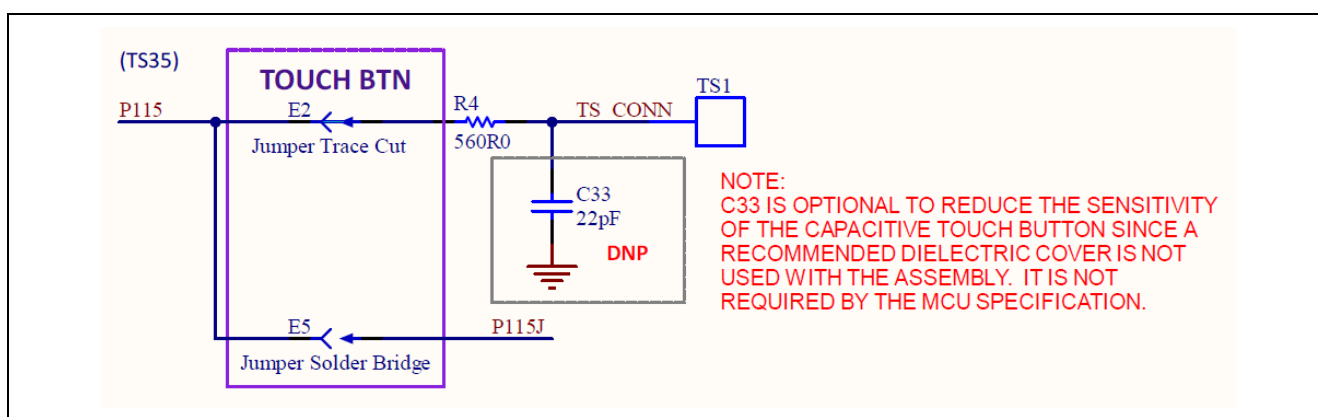 (TS35)
TOUCH BTN
TS1
P115
E2
R4
TS_CONN
Jumper Trace Cut
560R0
C33
22pF
DNP
NOTE:
C33 IS OPTIONAL TO REDUCE THE SENSITIVITY
OF THE CAPACITIVE TOUCH BUTTON SINCE A
RECOMMENDED DIELECTRIC COVER IS NOT
USED WITH THE ASSEMBLY.  IT IS NOT
REQUIRED BY THE MCU SPECIFICATION.
E5
P115J
Jumper Solder Bridge